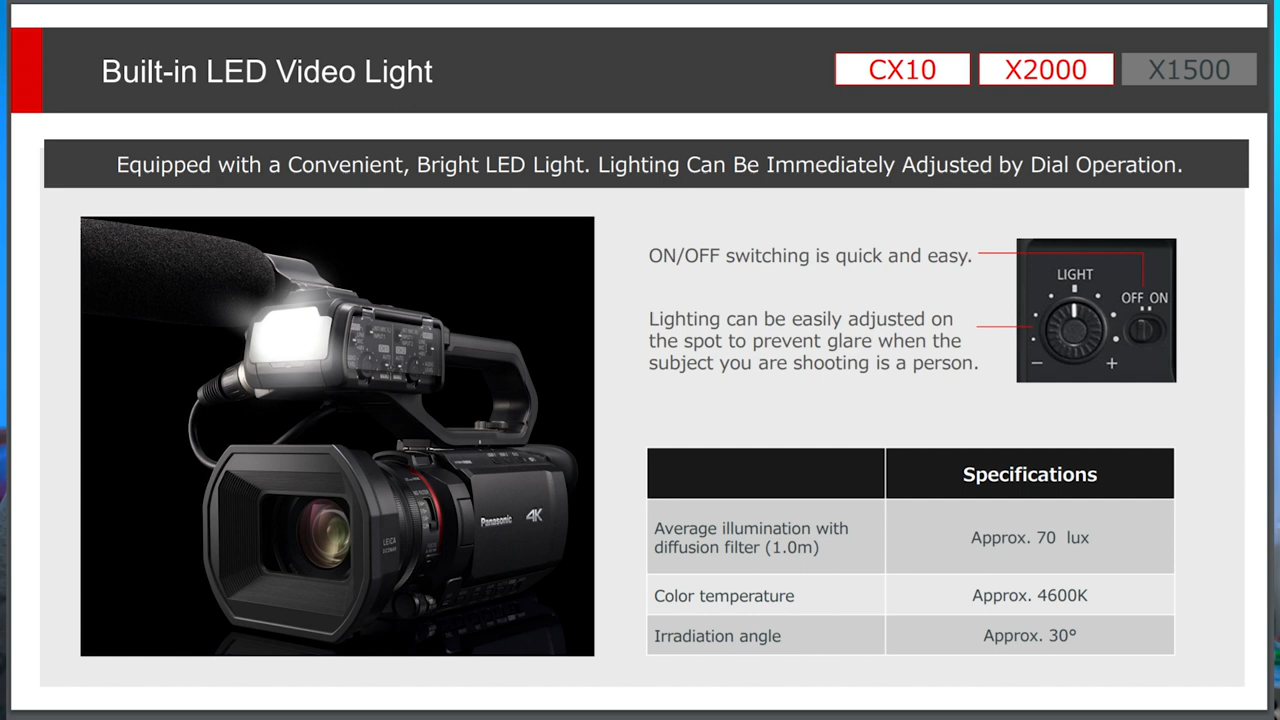 Built-in LED Video Light
CX10
X2000
X1500
Equipped with a Convenient, Bright LED Light. Lighting Can Be Immediately Adjusted by Dial Operation.
ON/OFF switching is quick and easy.
Lighting can be easily adjusted on
the spot to prevent glare when the
subject you are shooting is a person.
LIGHT
OFF ON
− +
Panasonic 4K
LEICA
Specifications
Average illumination with
diffusion filter (1.0m)
Approx. 70 lux
Color temperature
Approx. 4600K
Irradiation angle
Approx. 30°